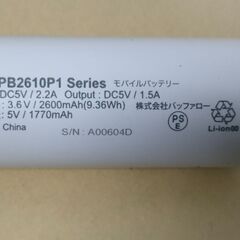 PB2610P1 Series モバイルバッテリー
DC5V / 2.2A Output : DC5V / 1.5A
: 3.6V / 2600mAh(9.36Wh) 株式会社バッファロー
: 5V / 1770mAh
China
S/N : A00604D
PS
E
Li-ion00